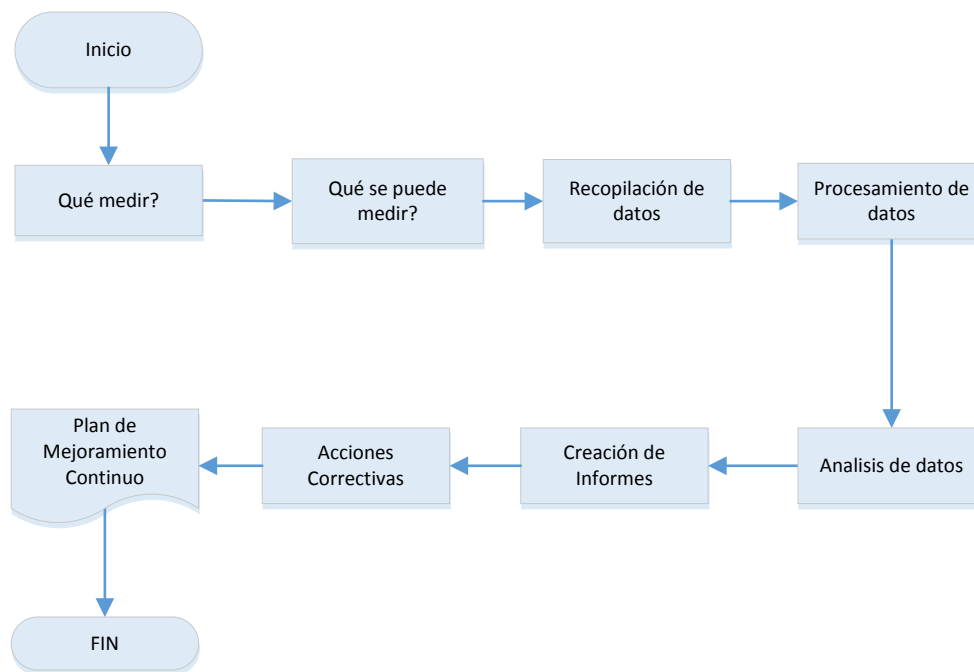 Inicio
Qué medir?
Qué se puede
medir?
Recopilación de
datos
Procesamiento de
datos
Analisis de datos
Creación de
Informes
Acciones
Correctivas
Plan de
Mejoramiento
Continuo
FIN